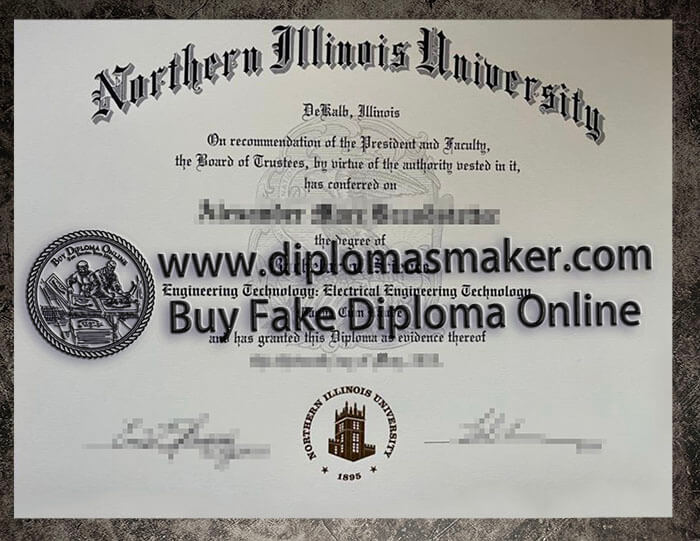 Northern Illinois University
DeKalb, Illinois
On recommendation of the President and Faculty,
the Board of Trustees, by virtue of the authority vested in it,
has conferred on
the degree of
BUY DIPLOMA ONLINE
www.diplomasmaker.com
Engineering Technology: Electrical Engineering Technology
Buy Fake Diploma Online
Cum Laude
and has granted this Diploma as evidence thereof
NORTHERN ILLINOIS UNIVERSITY
1895